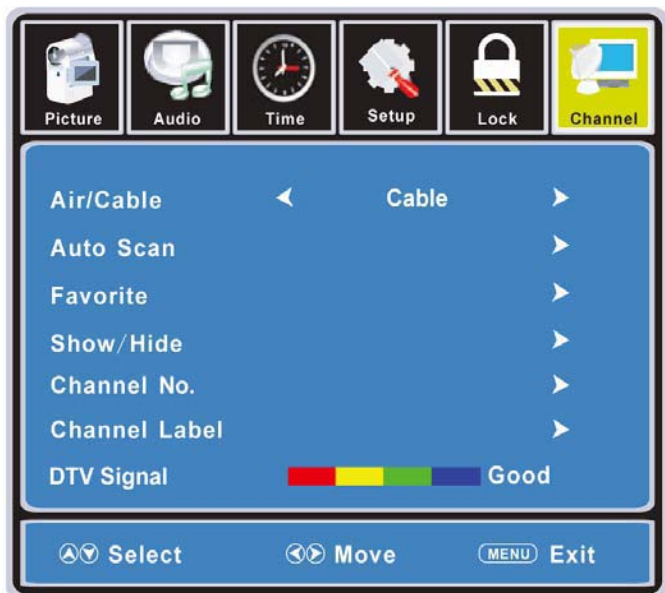 Picture Audio Time Setup Lock Channel
Air/Cable Cable
Auto Scan
Favorite
Show/Hide
Channel No.
Channel Label
DTV Signal Good
Select Move MENU Exit